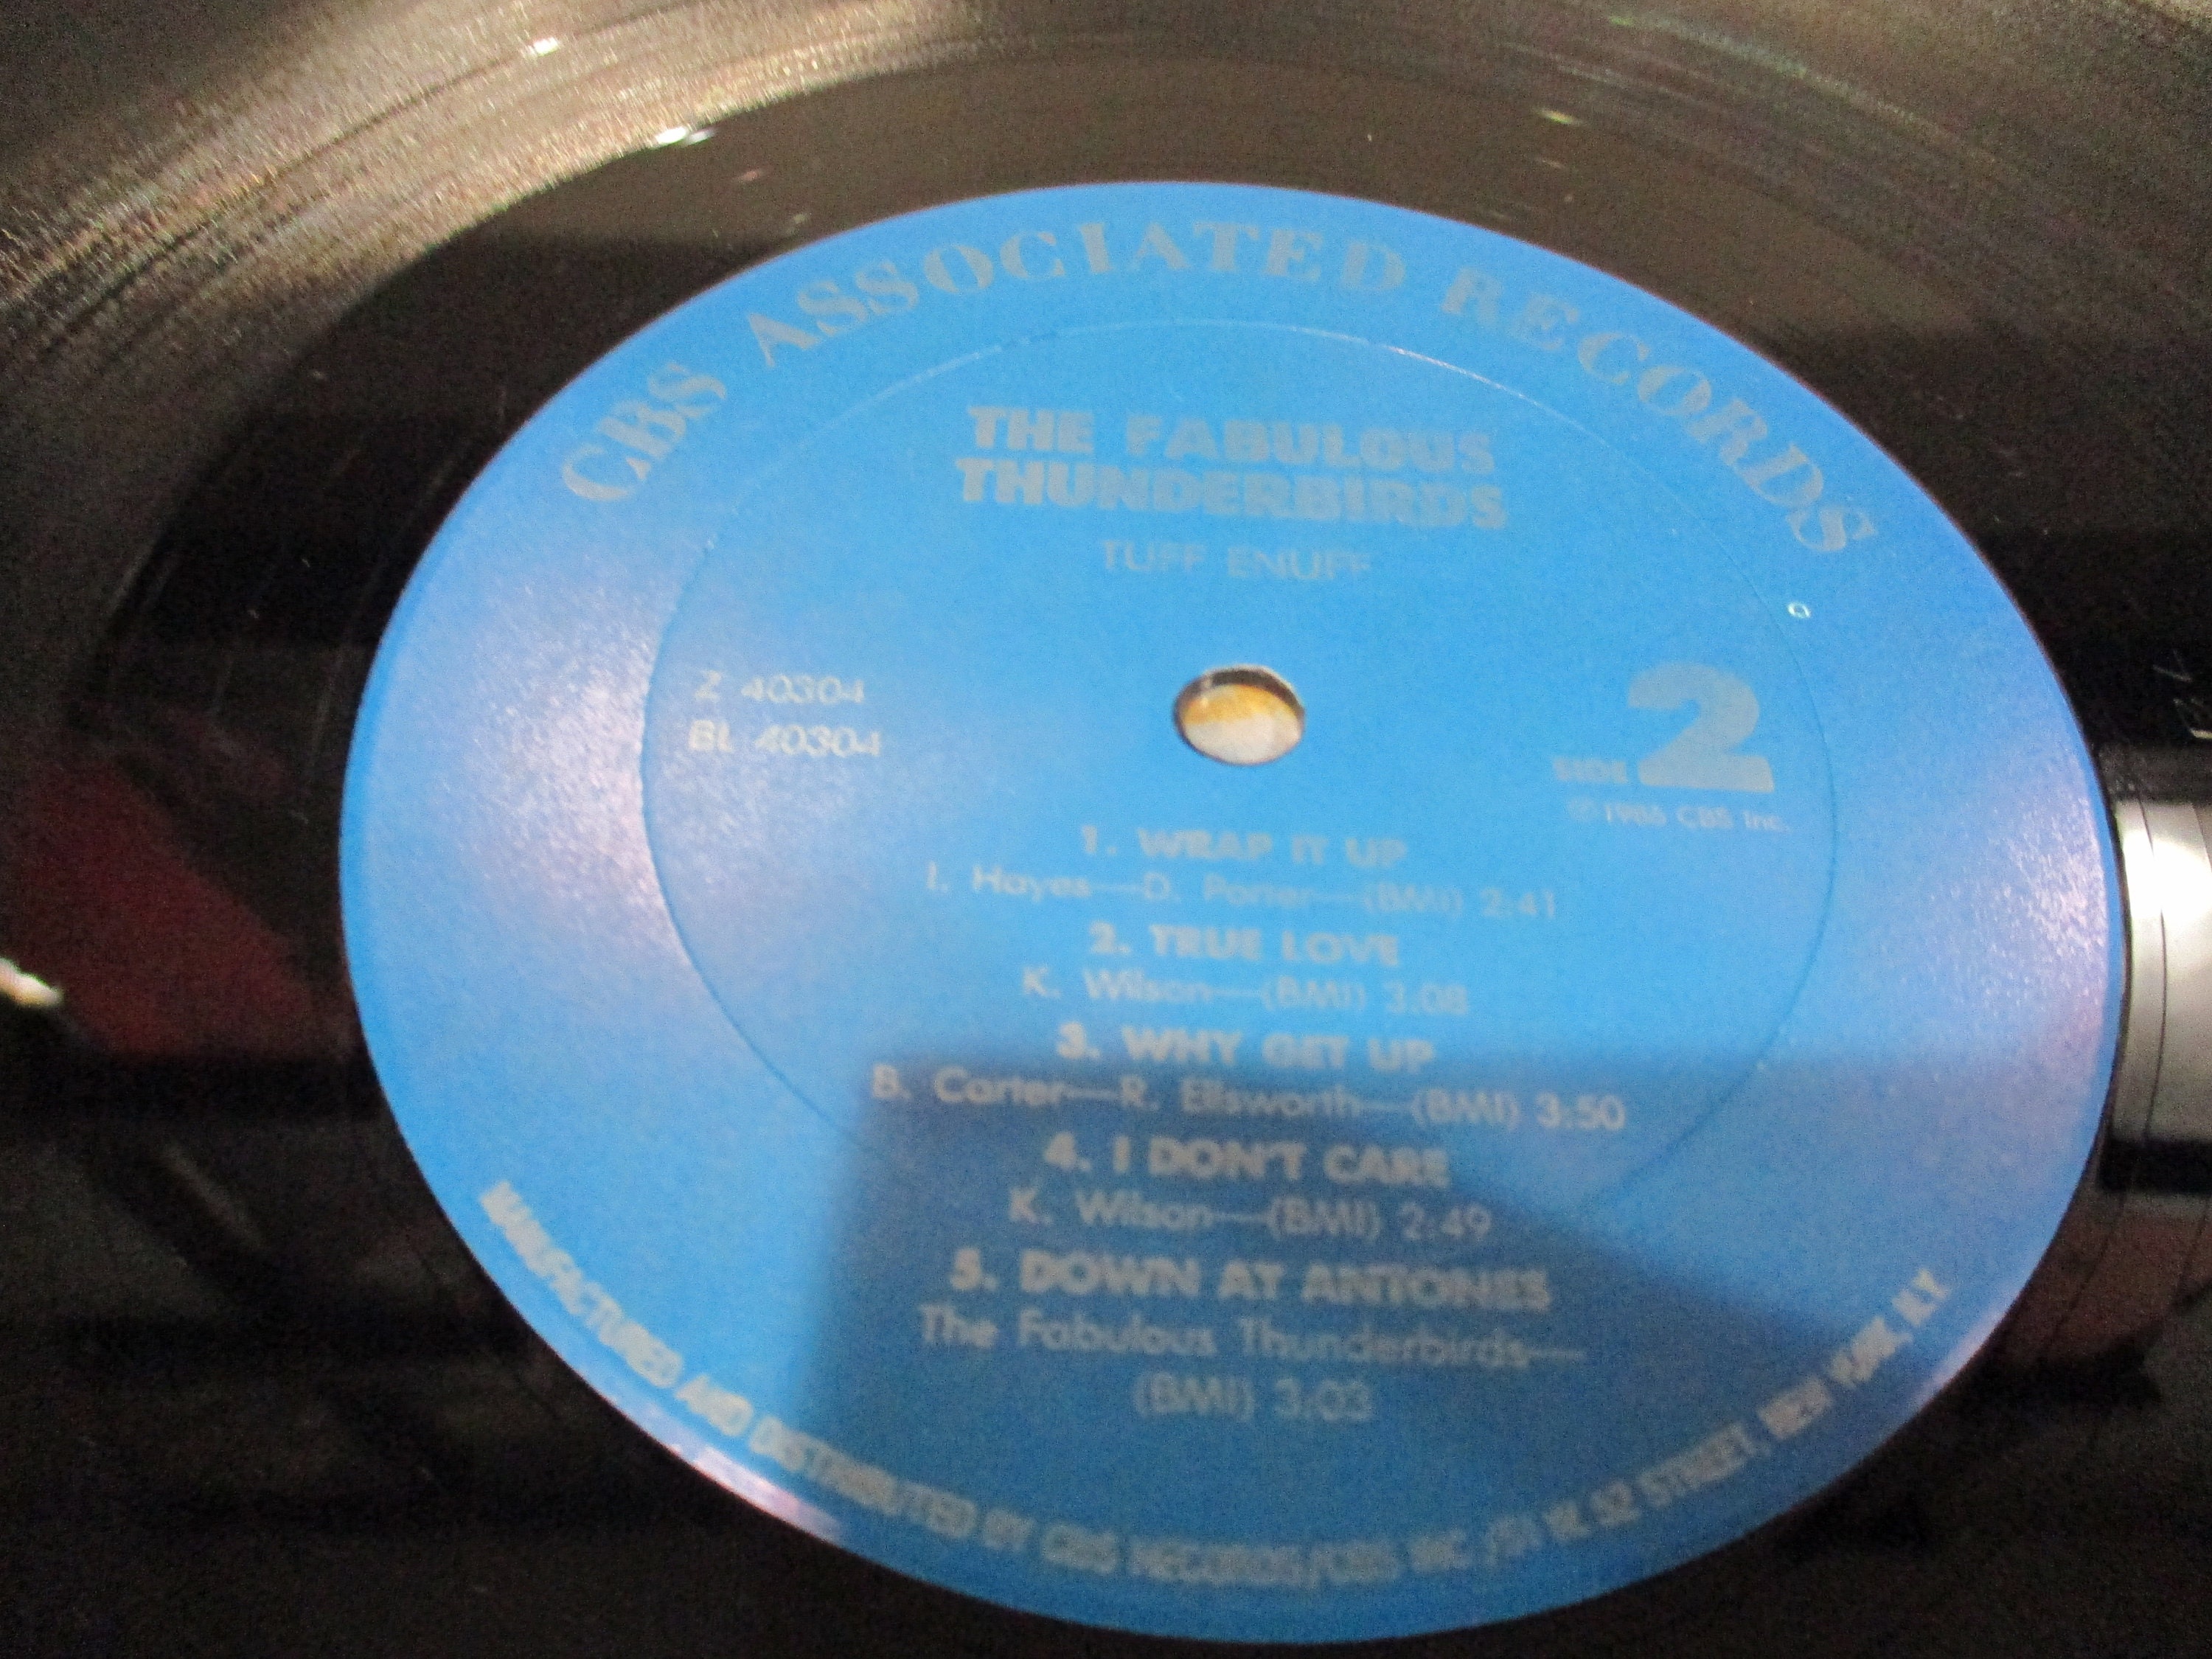 CBS ASSOCIATED RECORDS
THE FABULOUS
THUNDERBIRDS
TUFF ENUFF
Z 40304
BL 40304
SIDE 2
℗ 1986 CBS Inc.
1. WRAP IT UP
I. Hayes—D. Porter—(BMI) 2:41
2. TRUE LOVE
K. Wilson—(BMI) 3:08
3. WHY GET UP
B. Carter—R. Ellsworth—(BMI) 3:50
4. I DON'T CARE
K. Wilson—(BMI) 2:49
5. DOWN AT ANTONES
The Fabulous Thunderbirds—
(BMI) 3:03
MANUFACTURED AND DISTRIBUTED BY CBS RECORDS/CBS INC./51 W. 52 STREET, NEW YORK, N.Y.